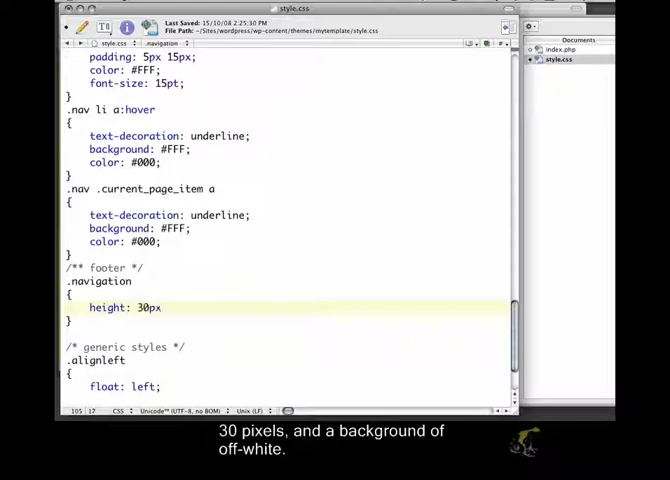 style.css
Last Saved: 15/10/08 2:25:30 PM
File Path: ~/Sites/wordpress/wp-content/themes/mytemplate/style.css
style.css
.navigation
Documents
index.php
style.css
padding: 5px 15px;
color: #FFF;
font-size: 15pt;
}
.nav li a:hover
{
text-decoration: underline;
background: #FFF;
color: #000;
}
.nav .current_page_item a
{
text-decoration: underline;
background: #FFF;
color: #000;
}
/** footer */
.navigation
{
height: 30px
}
/* generic styles */
.alignleft
{
float: left;
105 17 CSS Unicode™ (UTF-8, no BOM) Unix (LF)
30 pixels, and a background of
off-white.